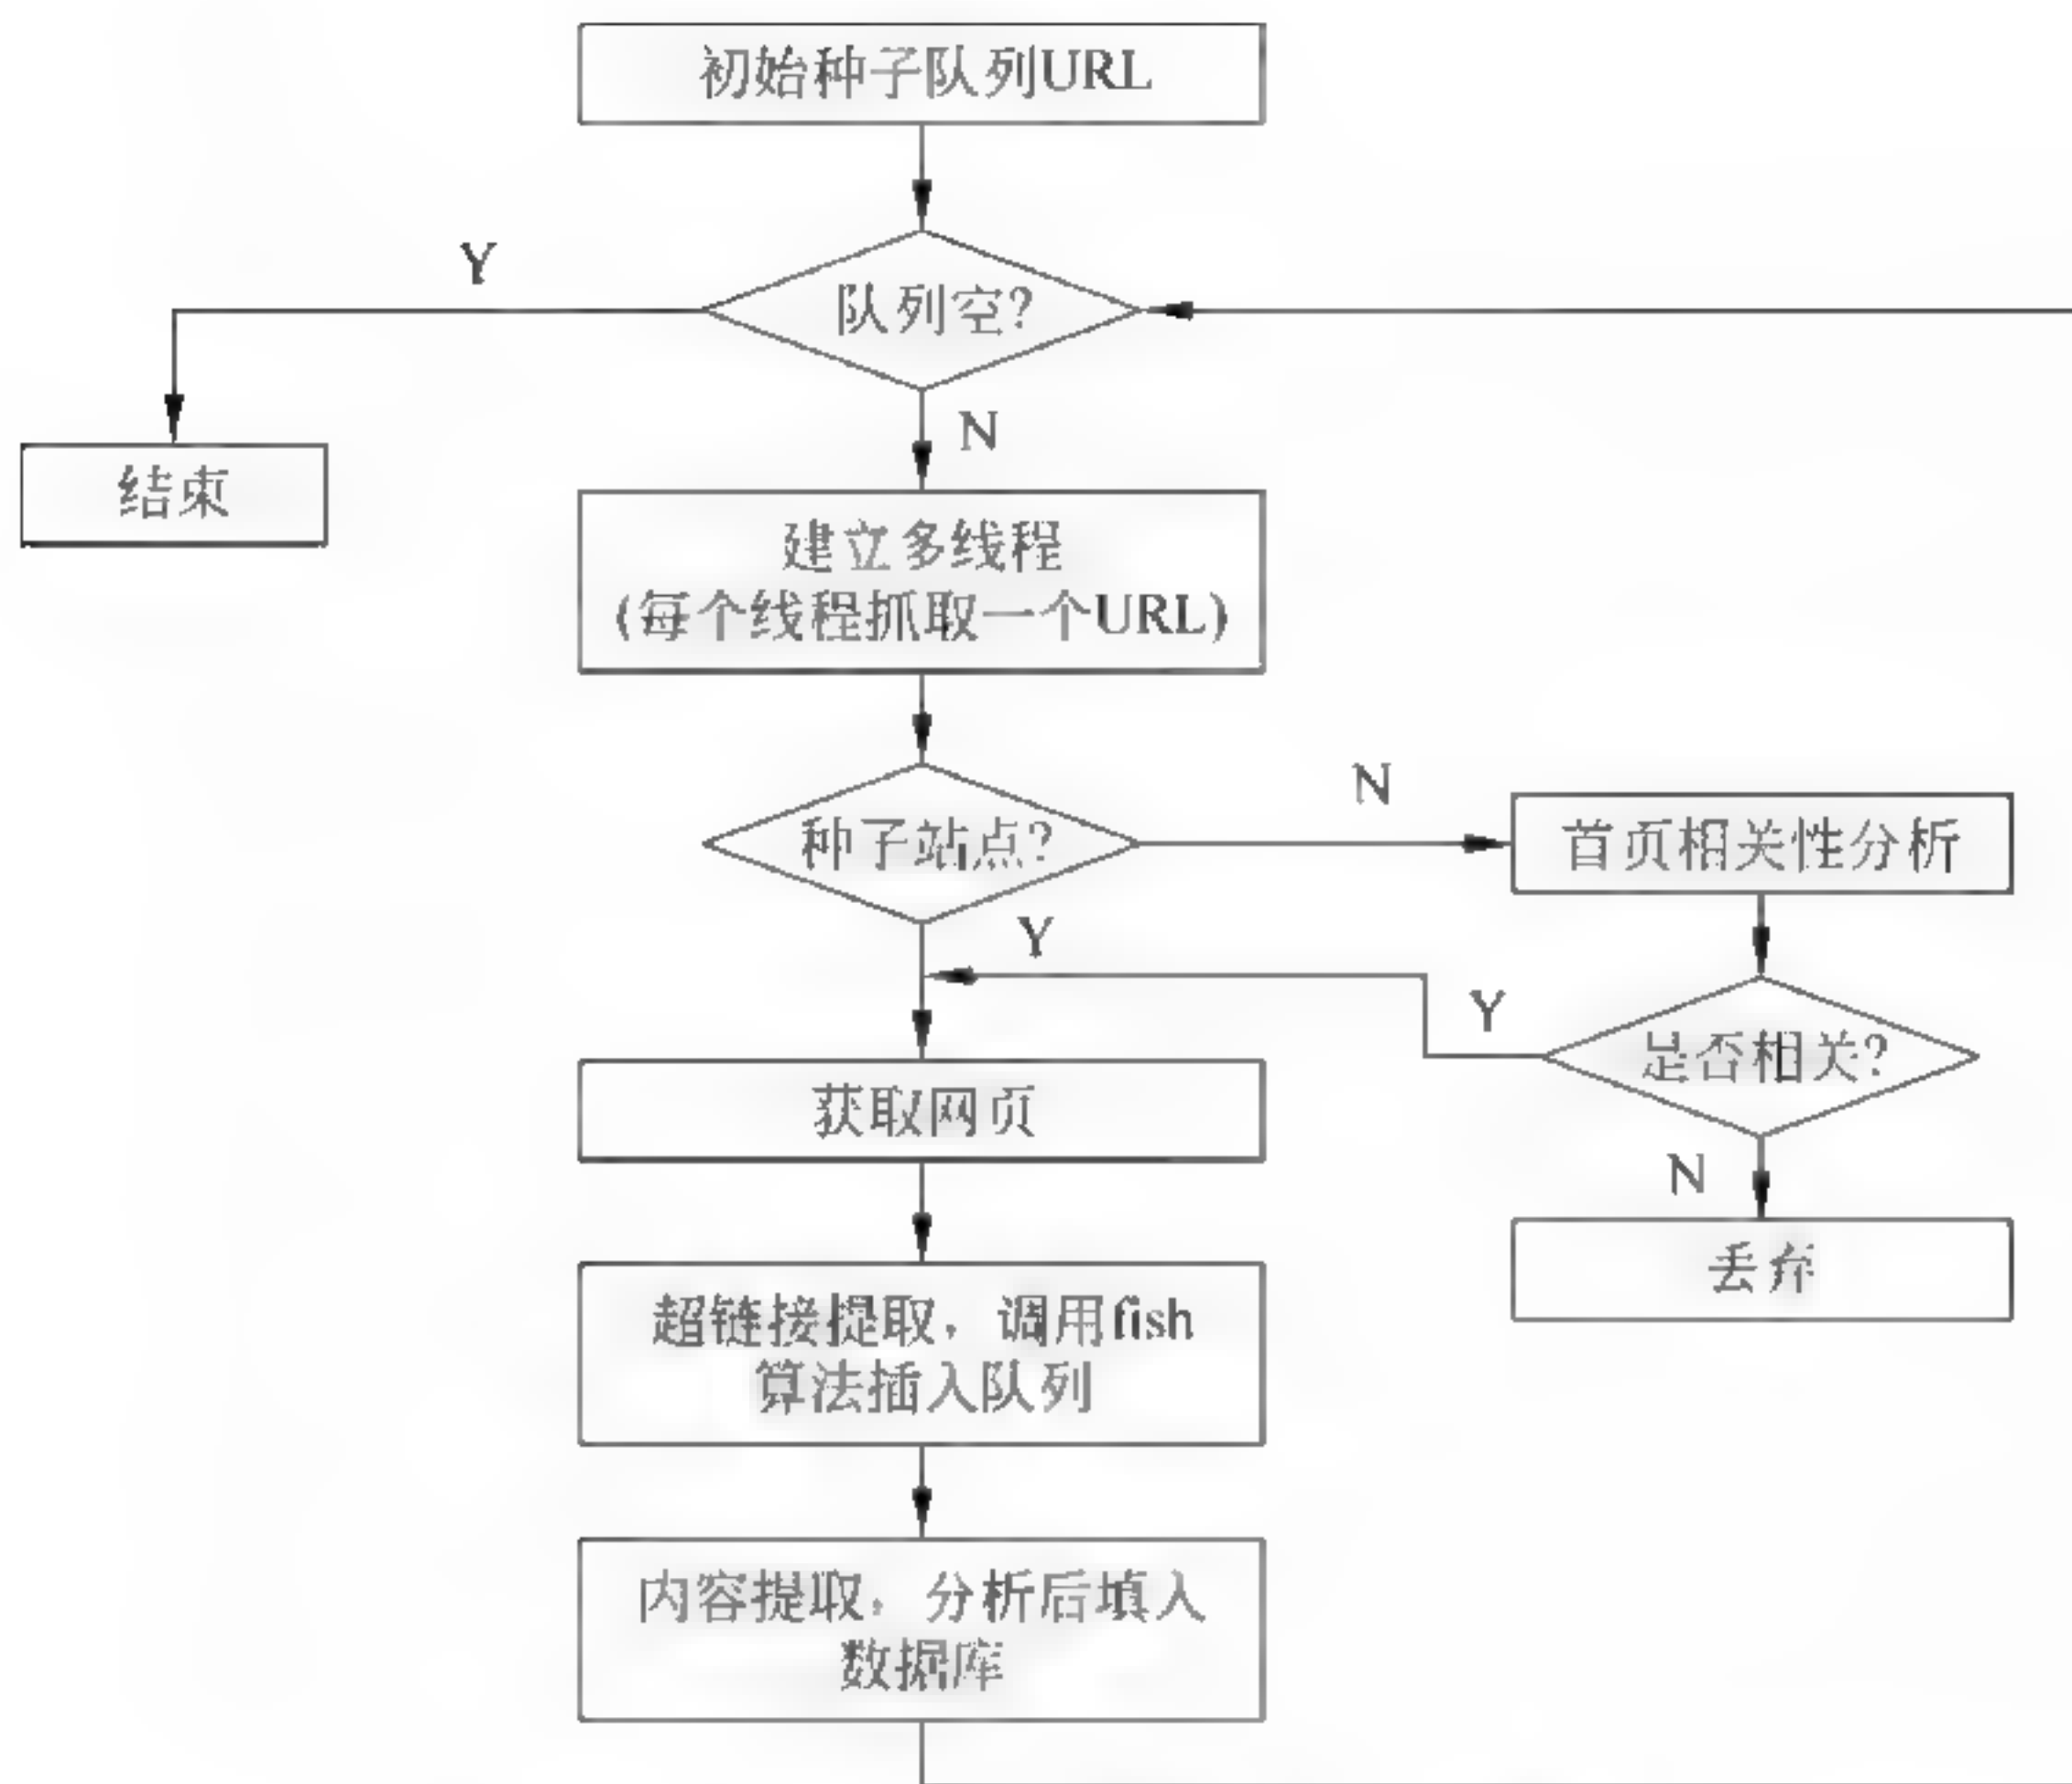 初始种子队列URL
Y
队列空?
N
结束
建立多线程
(每个线程抓取一个URL)
N
种子站点?
首页相关性分析
Y
Y
是否相关?
获取网页
N
丢弃
超链接提取，调用fish
算法插入队列
内容提取，分析后填入
数据库